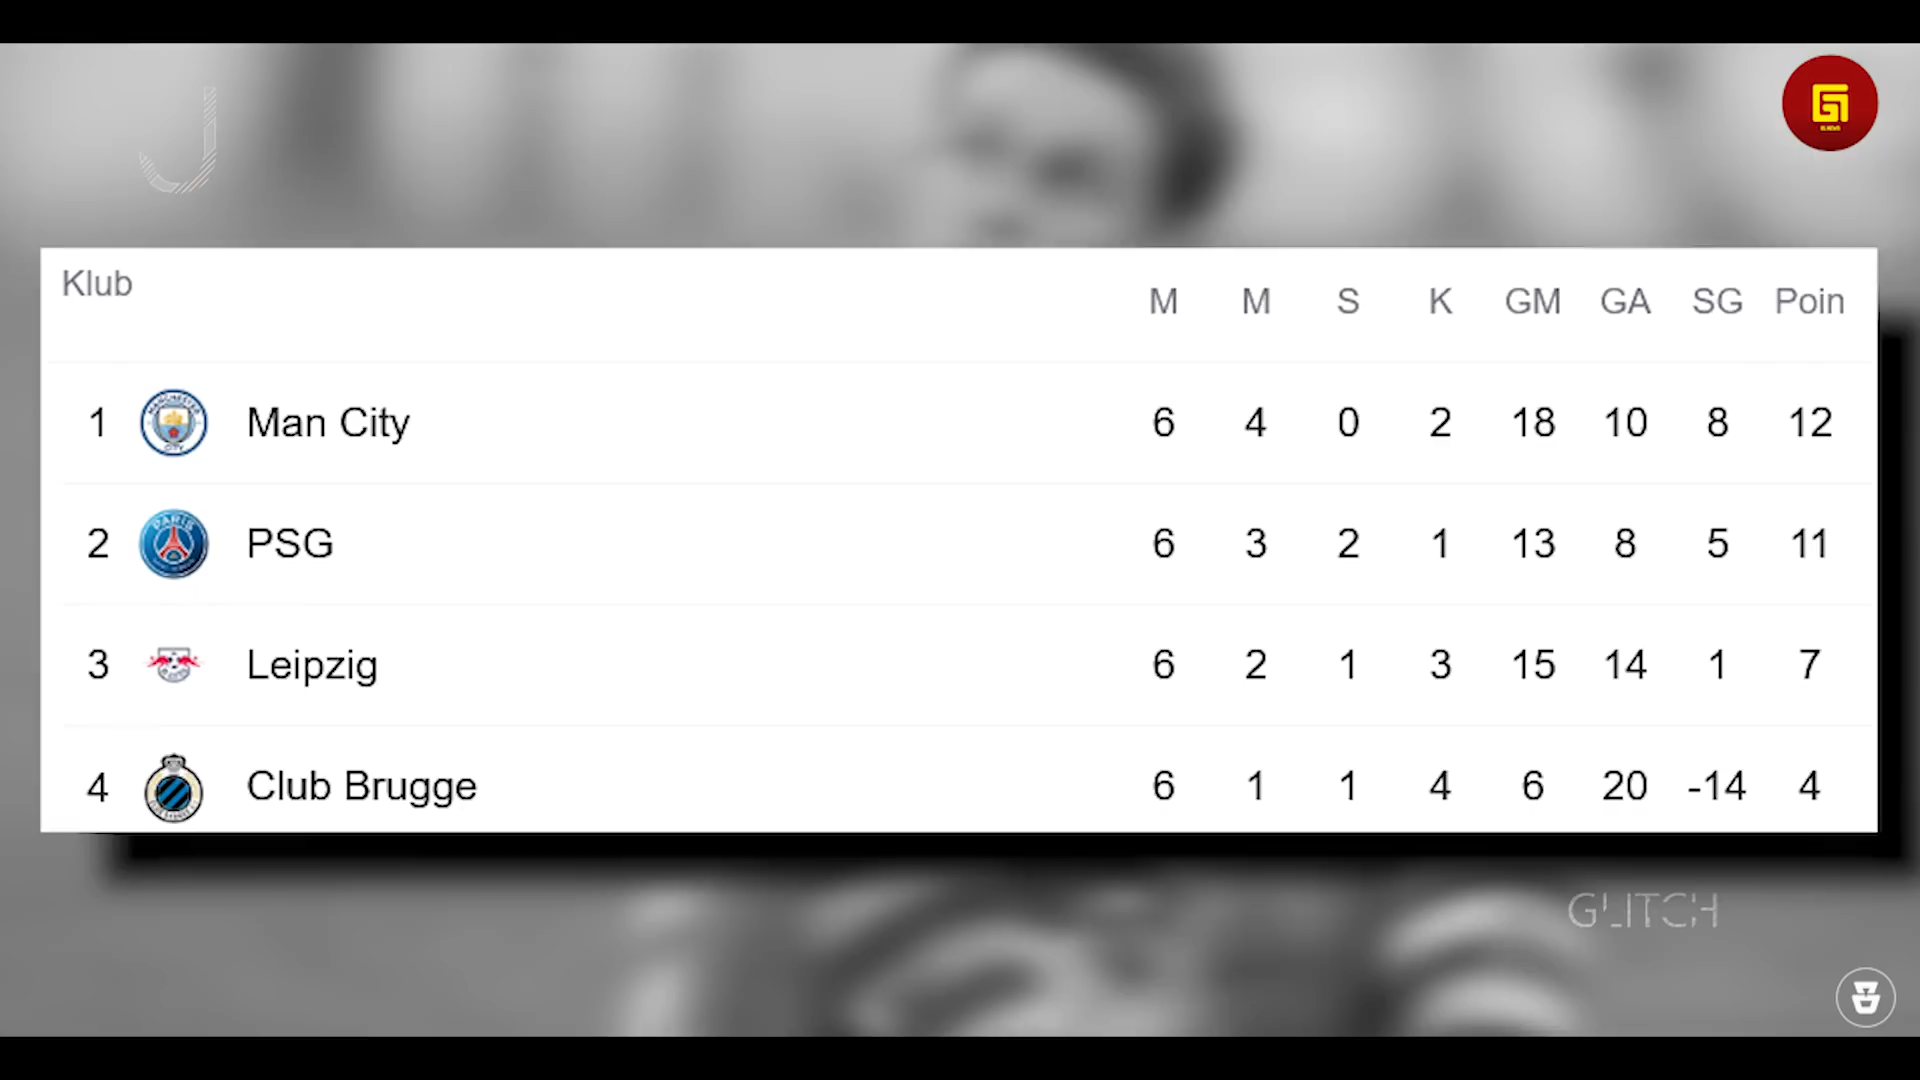 J
Klub M M S K GM GA SG Poin
1 Man City 6 4 0 2 18 10 8 12
2 PSG 6 3 2 1 13 8 5 11
3 Leipzig 6 2 1 3 15 14 1 7
4 Club Brugge 6 1 1 4 6 20 -14 4
GLITCH